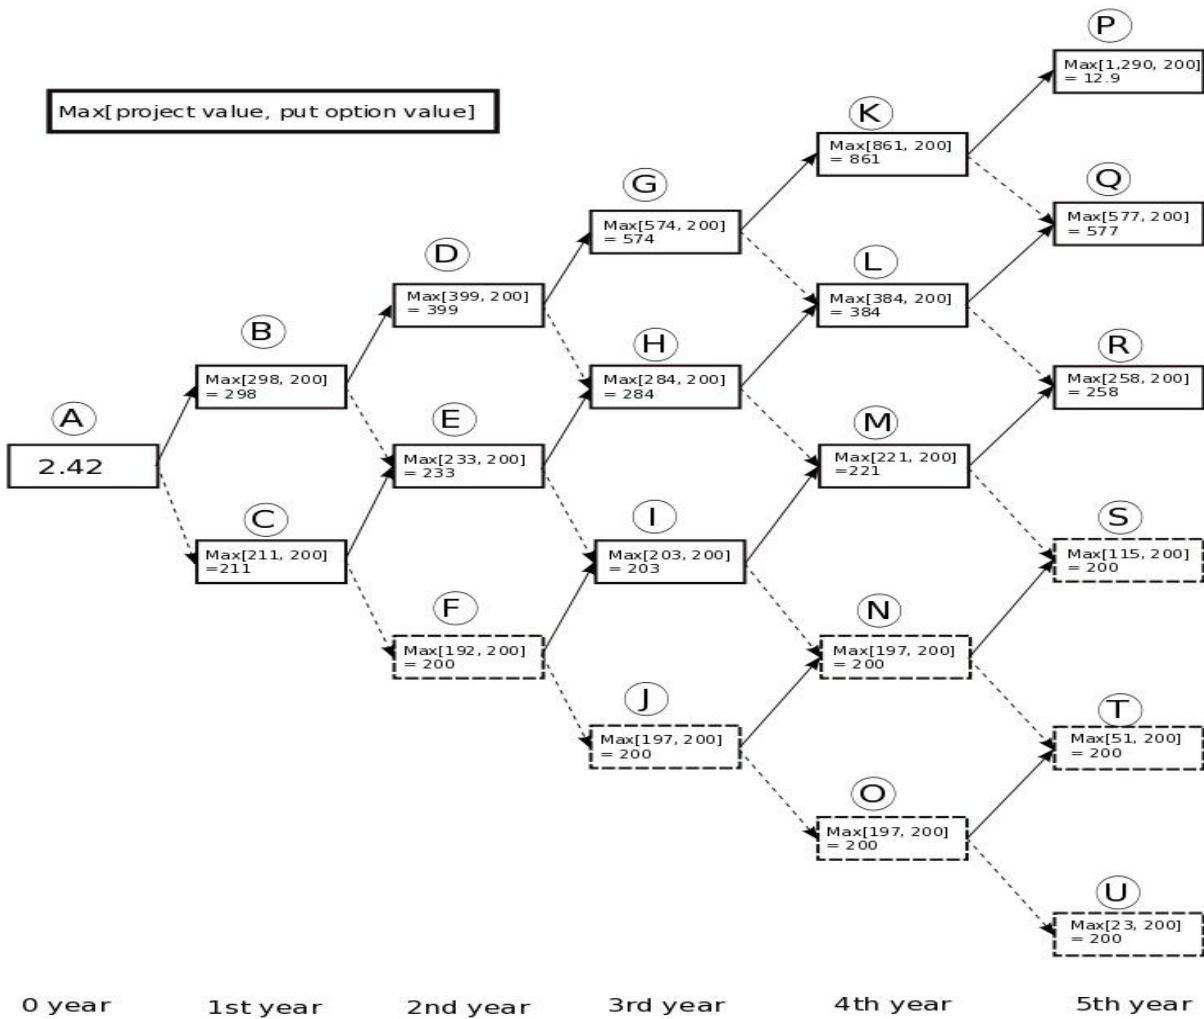 P
Max[1,290, 200]
= 12.9
Max[project value, put option value]
K
Max[861, 200]
= 861
G
Max[574, 200]
= 574
Q
Max[577, 200]
= 577
D
Max[399, 200]
= 399
L
Max[384, 200]
= 384
B
Max[298, 200]
= 298
H
Max[284, 200]
= 284
R
Max[258, 200]
= 258
A
2.42
E
Max[233, 200]
= 233
M
Max[221, 200]
=221
C
Max[211, 200]
=211
I
Max[203, 200]
= 203
S
Max[115, 200]
= 200
F
Max[192, 200]
= 200
N
Max[197, 200]
= 200
J
Max[197, 200]
= 200
T
Max[51, 200]
= 200
O
Max[197, 200]
= 200
U
Max[23, 200]
= 200
0 year 1st year 2nd year 3rd year 4th year 5th year